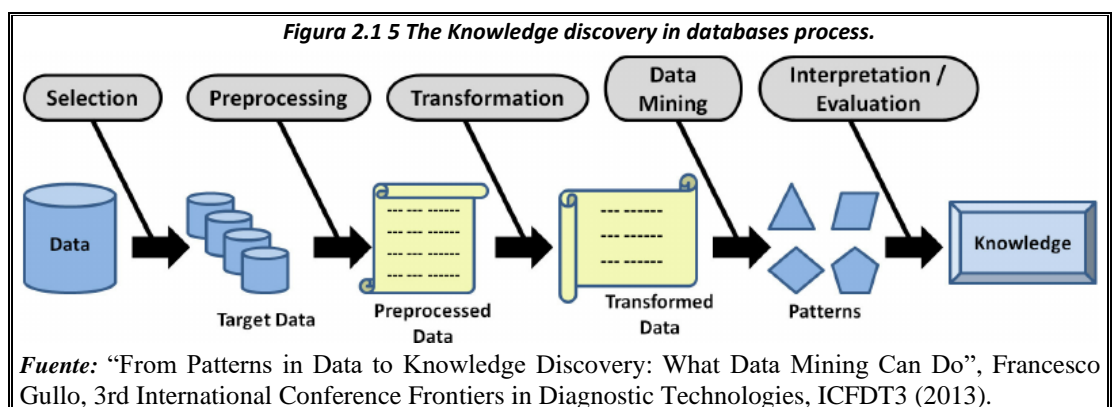 Figura 2.1 5 The Knowledge discovery in databases process.
Selection
Preprocessing
Transformation
Data
Mining
Interpretation /
Evaluation
Data
Target Data
--- --- ------
--- --- ------
--- --- ------
--- --- ------
Preprocessed
Data
--- ------
--- ------
--- ------
Transformed
Data
Patterns
Knowledge
Fuente: “From Patterns in Data to Knowledge Discovery: What Data Mining Can Do”, Francesco
Gullo, 3rd International Conference Frontiers in Diagnostic Technologies, ICFDT3 (2013).